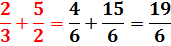 2/3 + 5/2 = 4/6 + 15/6 = 19/6